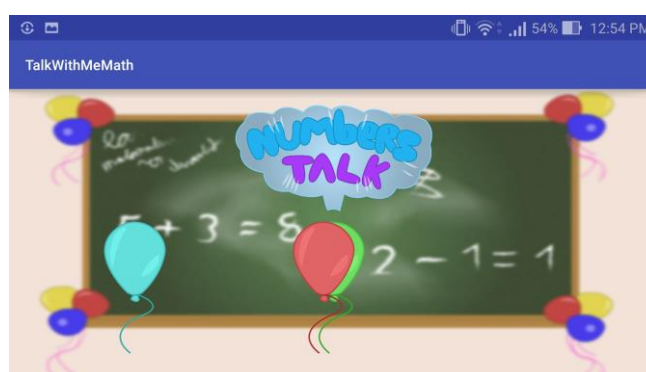 54% 12:54 PM
TalkWithMeMath
NUMbers
TALK
5 + 3 = 8
2 - 1 = 1